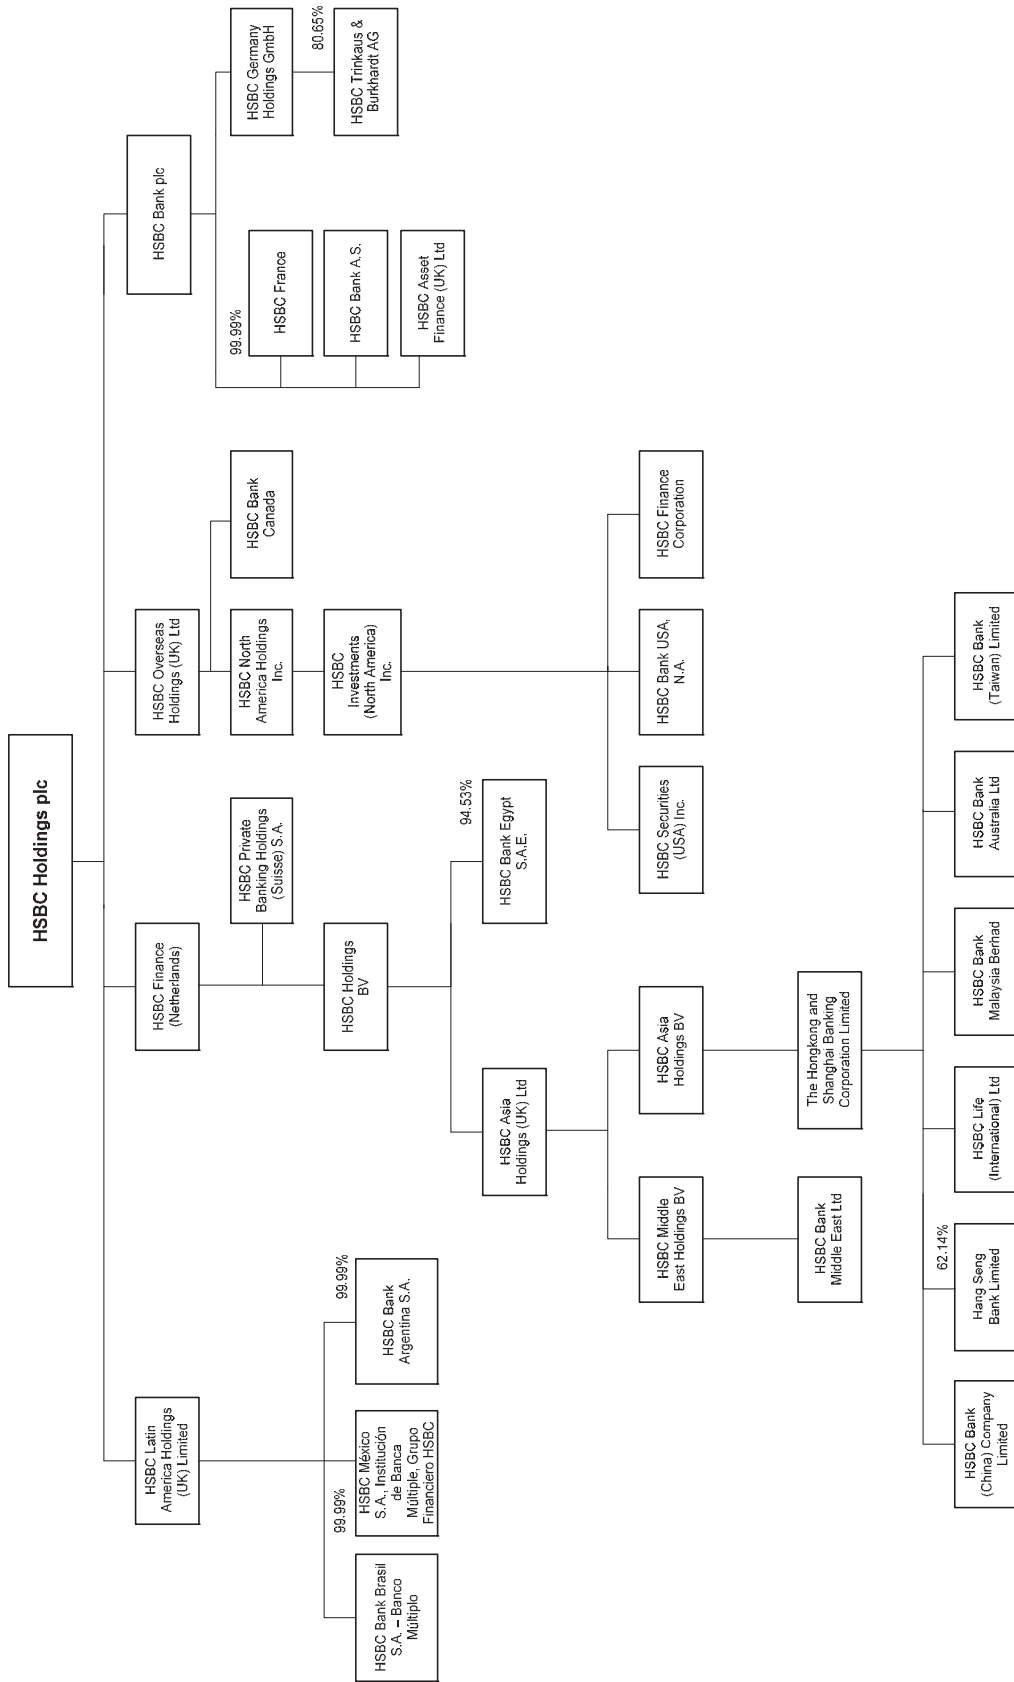 HSBC Holdings plc
HSBC Latin
America Holdings
(UK) Limited
HSBC Finance
(Netherlands)
HSBC Overseas
Holdings (UK) Ltd
HSBC Bank plc
HSBC Private
Banking Holdings
(Suisse) S.A.
HSBC North
America Holdings
Inc.
HSBC Bank
Canada
99.99%
HSBC France
HSBC Germany
Holdings GmbH
HSBC Holdings
BV
HSBC
Investments
(North America)
Inc.
HSBC Bank A.S.
80.65%
HSBC Trinkaus &
Burkhardt AG
HSBC Asset
Finance (UK) Ltd
HSBC Bank Brasil
S.A. – Banco
Múltiplo
99.99%
HSBC México
S.A., Institución
de Banca
Múltiple, Grupo
Financiero HSBC
99.99%
HSBC Bank
Argentina S.A.
HSBC Asia
Holdings (UK) Ltd
94.53%
HSBC Bank Egypt
S.A.E.
HSBC Middle
East Holdings BV
HSBC Asia
Holdings BV
HSBC Securities
(USA) Inc.
HSBC Bank USA,
N.A.
HSBC Finance
Corporation
HSBC Bank
Middle East Ltd
The Hongkong and
Shanghai Banking
Corporation Limited
HSBC Bank
(China) Company
Limited
62.14%
Hang Seng
Bank Limited
HSBC Life
(International) Ltd
HSBC Bank
Malaysia Berhad
HSBC Bank
Australia Ltd
HSBC Bank
(Taiwan) Limited